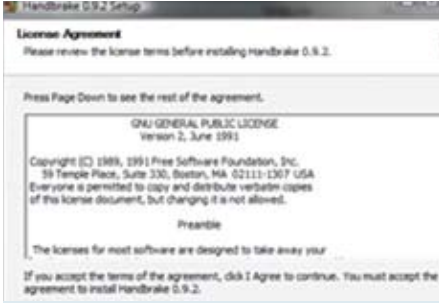 Handbrake 0.9.2 Setup
License Agreement
Please review the license terms before installing Handbrake 0.9.2.
Press Page Down to see the rest of the agreement.
GNU GENERAL PUBLIC LICENSE
Version 2, June 1991
Copyright (C) 1989, 1991 Free Software Foundation, Inc.
59 Temple Place, Suite 330, Boston, MA 02111-1307 USA
Everyone is permitted to copy and distribute verbatim copies
of this license document, but changing it is not allowed.
Preamble
The licenses for most software are designed to take away your
If you accept the terms of the agreement, click I Agree to continue. You must accept the
agreement to install Handbrake 0.9.2.